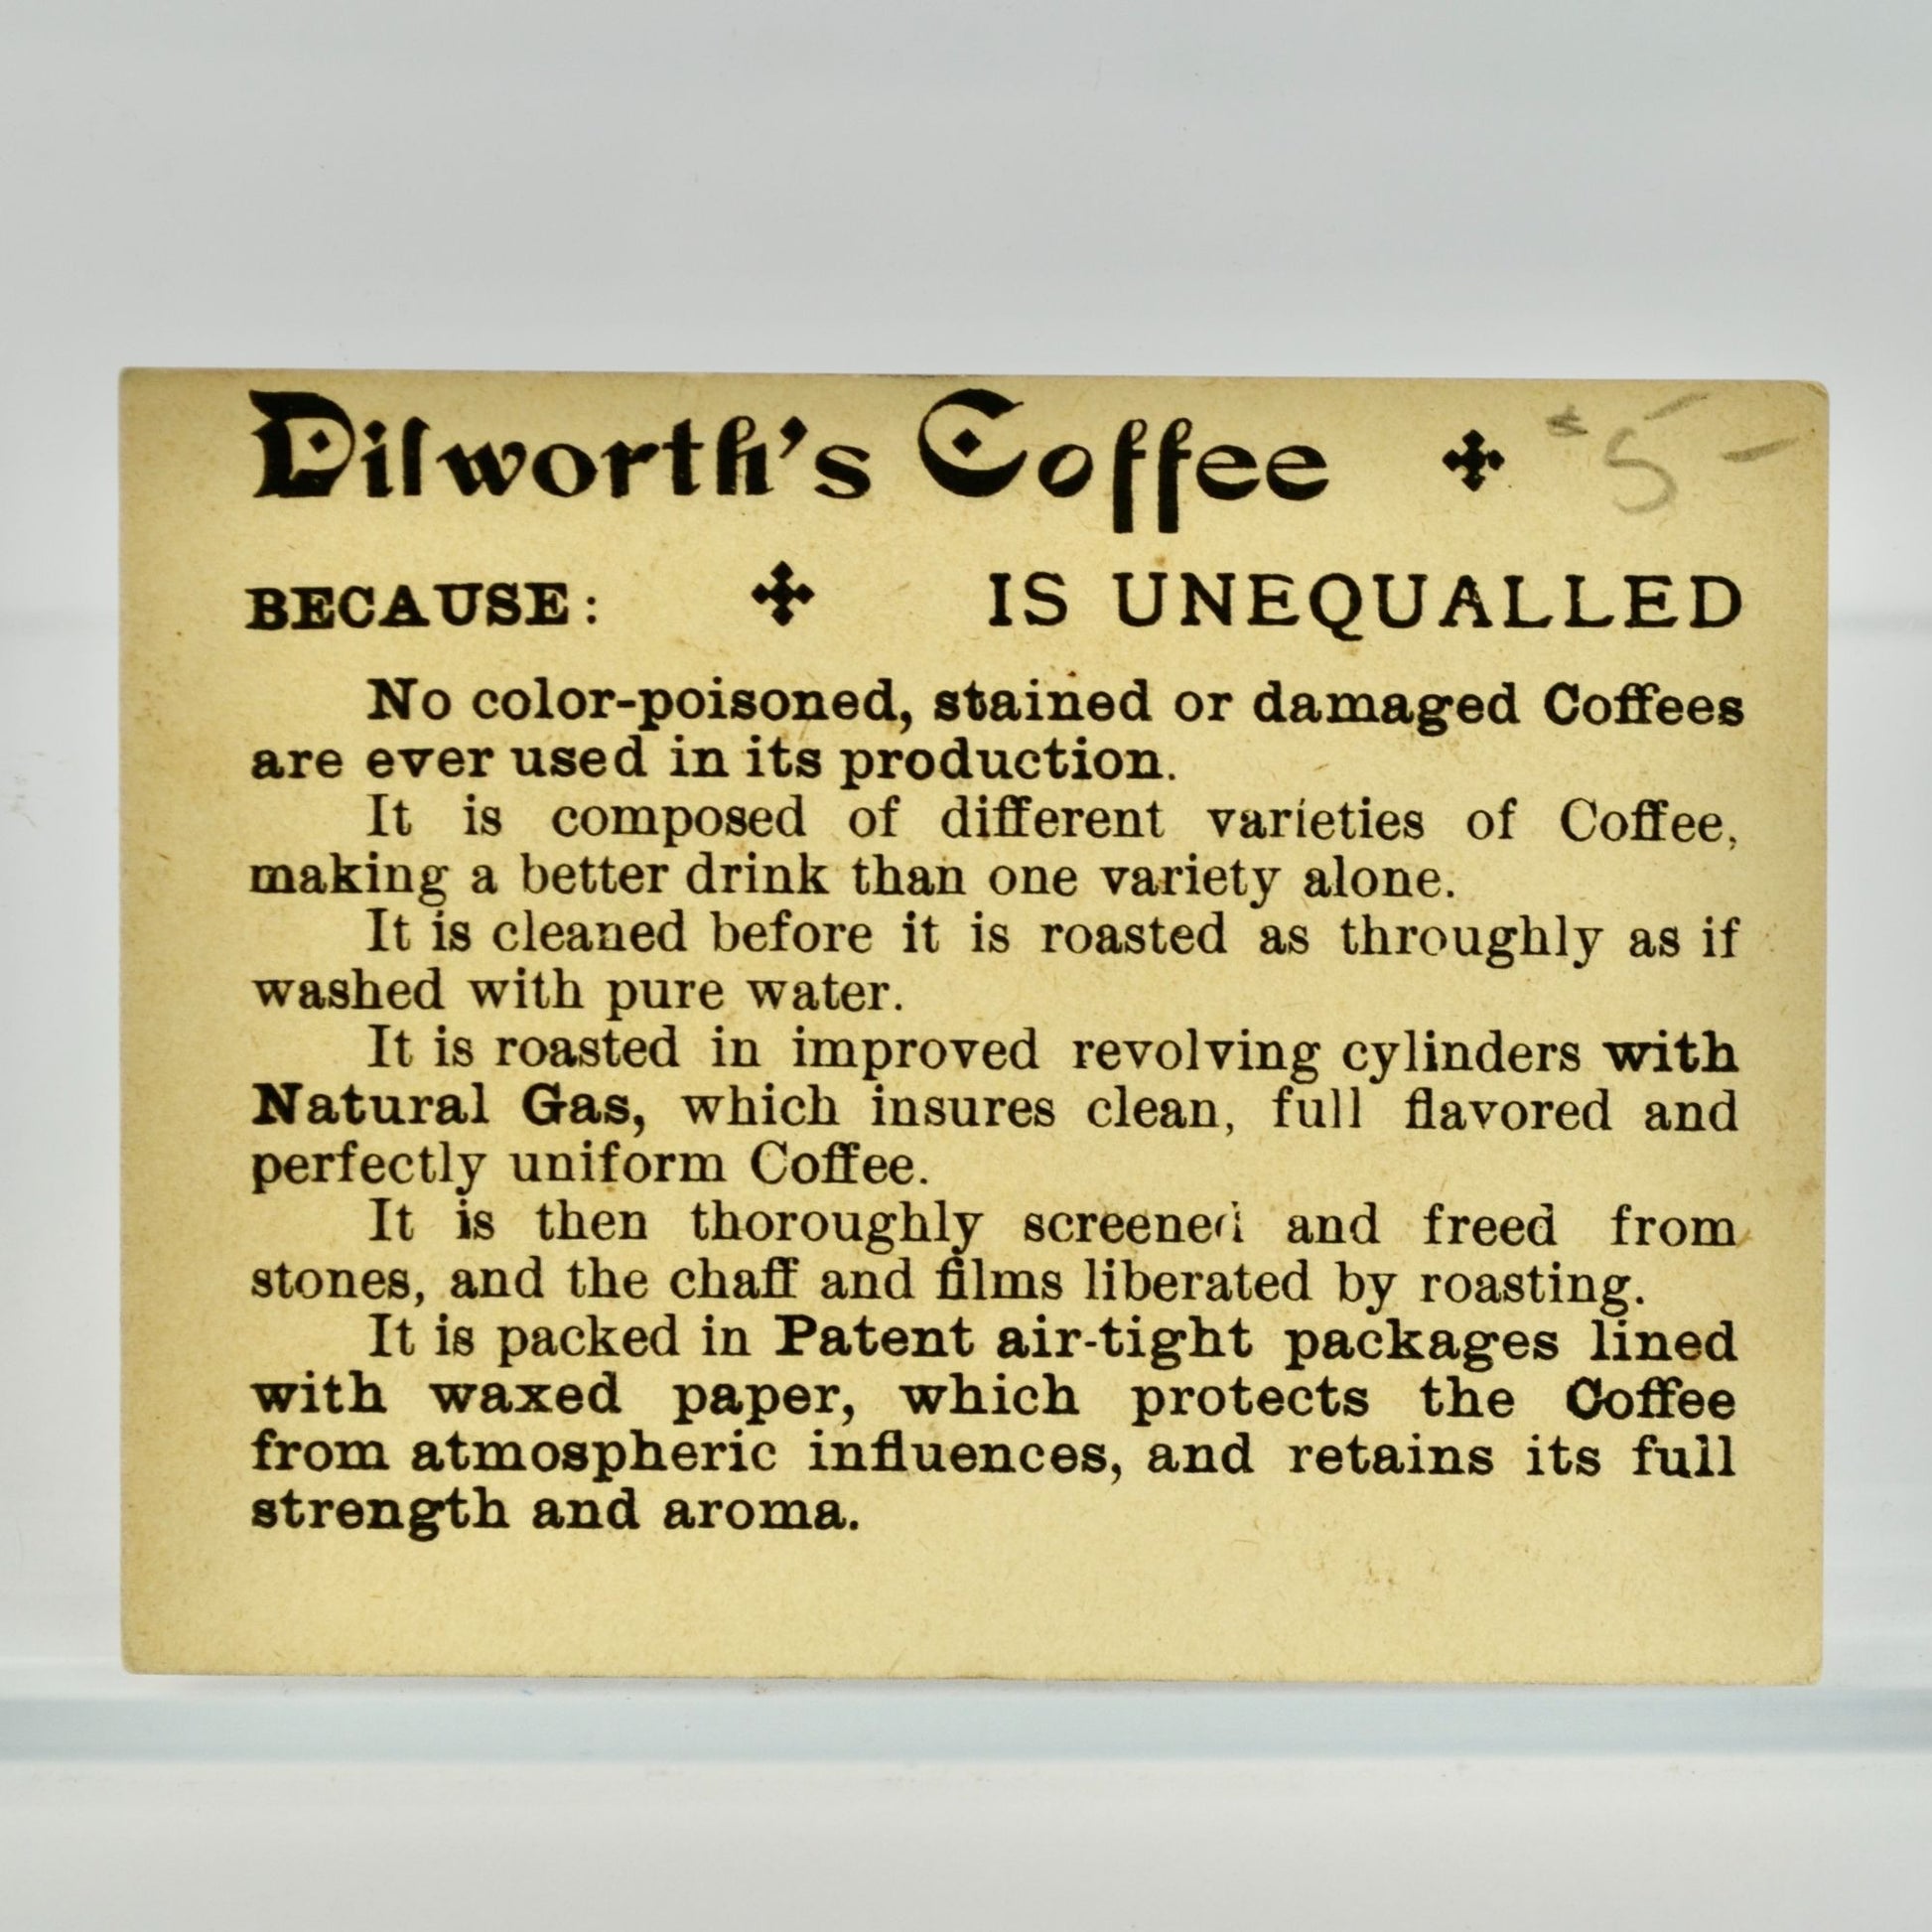 Dilworth's Coffee
$5-
BECAUSE: IS UNEQUALLED
No color-poisoned, stained or damaged Coffees
are ever used in its production.
It is composed of different varieties of Coffee,
making a better drink than one variety alone.
It is cleaned before it is roasted as throughly as if
washed with pure water.
It is roasted in improved revolving cylinders with
Natural Gas, which insures clean, full flavored and
perfectly uniform Coffee.
It is then thoroughly screened and freed from
stones, and the chaff and films liberated by roasting.
It is packed in Patent air-tight packages lined
with waxed paper, which protects the Coffee
from atmospheric influences, and retains its full
strength and aroma.